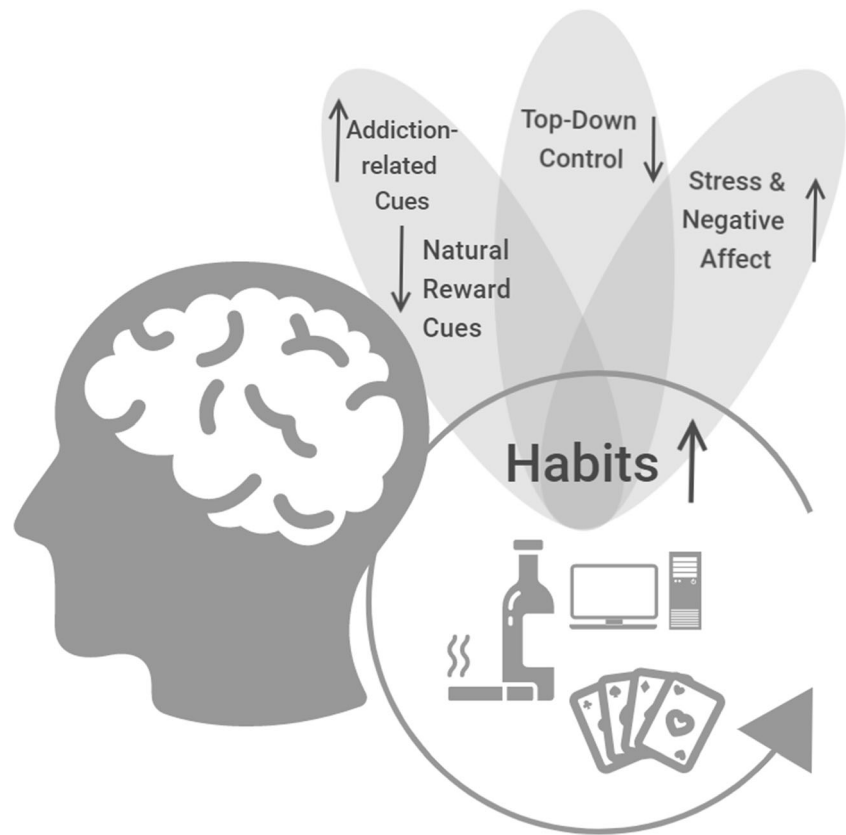 Addiction-
related
Cues
Natural
Reward
Cues
Top-Down
Control
Stress &
Negative
Affect
Habits